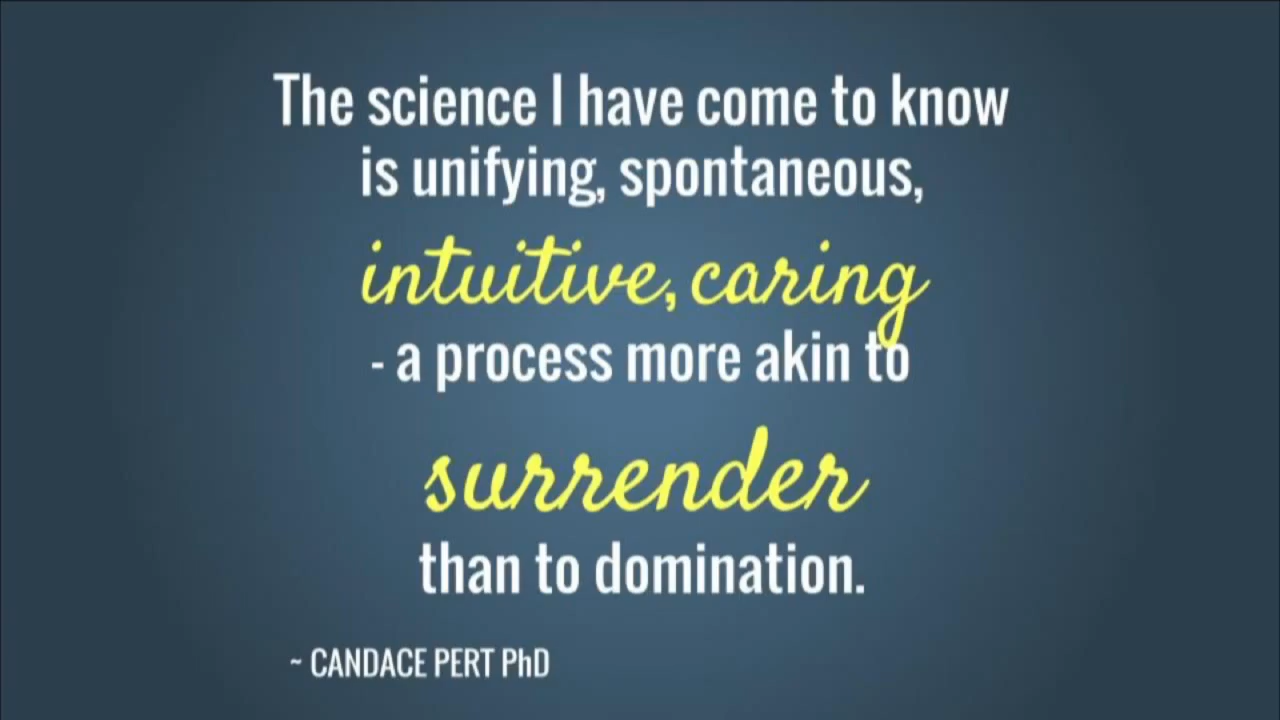 The science I have come to know
is unifying, spontaneous,
intuitive, caring
- a process more akin to
surrender
than to domination.
~ CANDACE PERT PhD